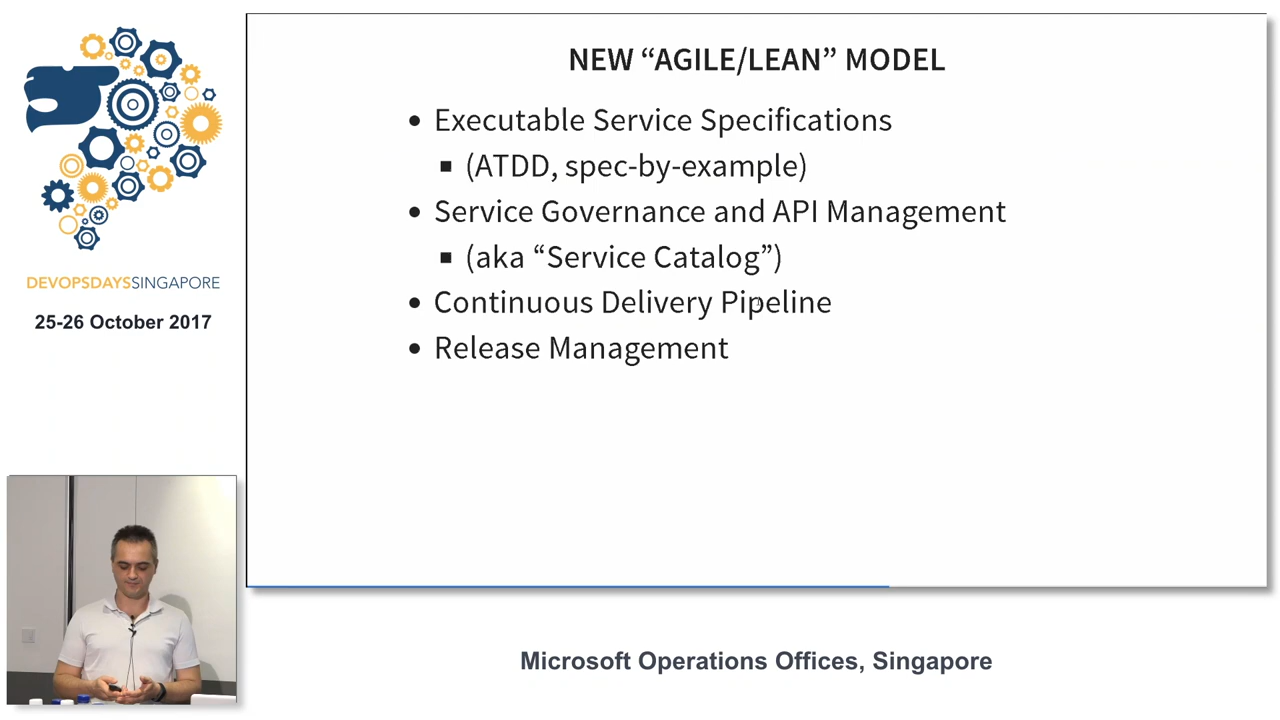 NEW “AGILE/LEAN” MODEL
• Executable Service Specifications
▪ (ATDD, spec-by-example)
• Service Governance and API Management
▪ (aka “Service Catalog”)
• Continuous Delivery Pipeline
• Release Management
DEVOPSDAYSSINGAPORE
25-26 October 2017
Microsoft Operations Offices, Singapore